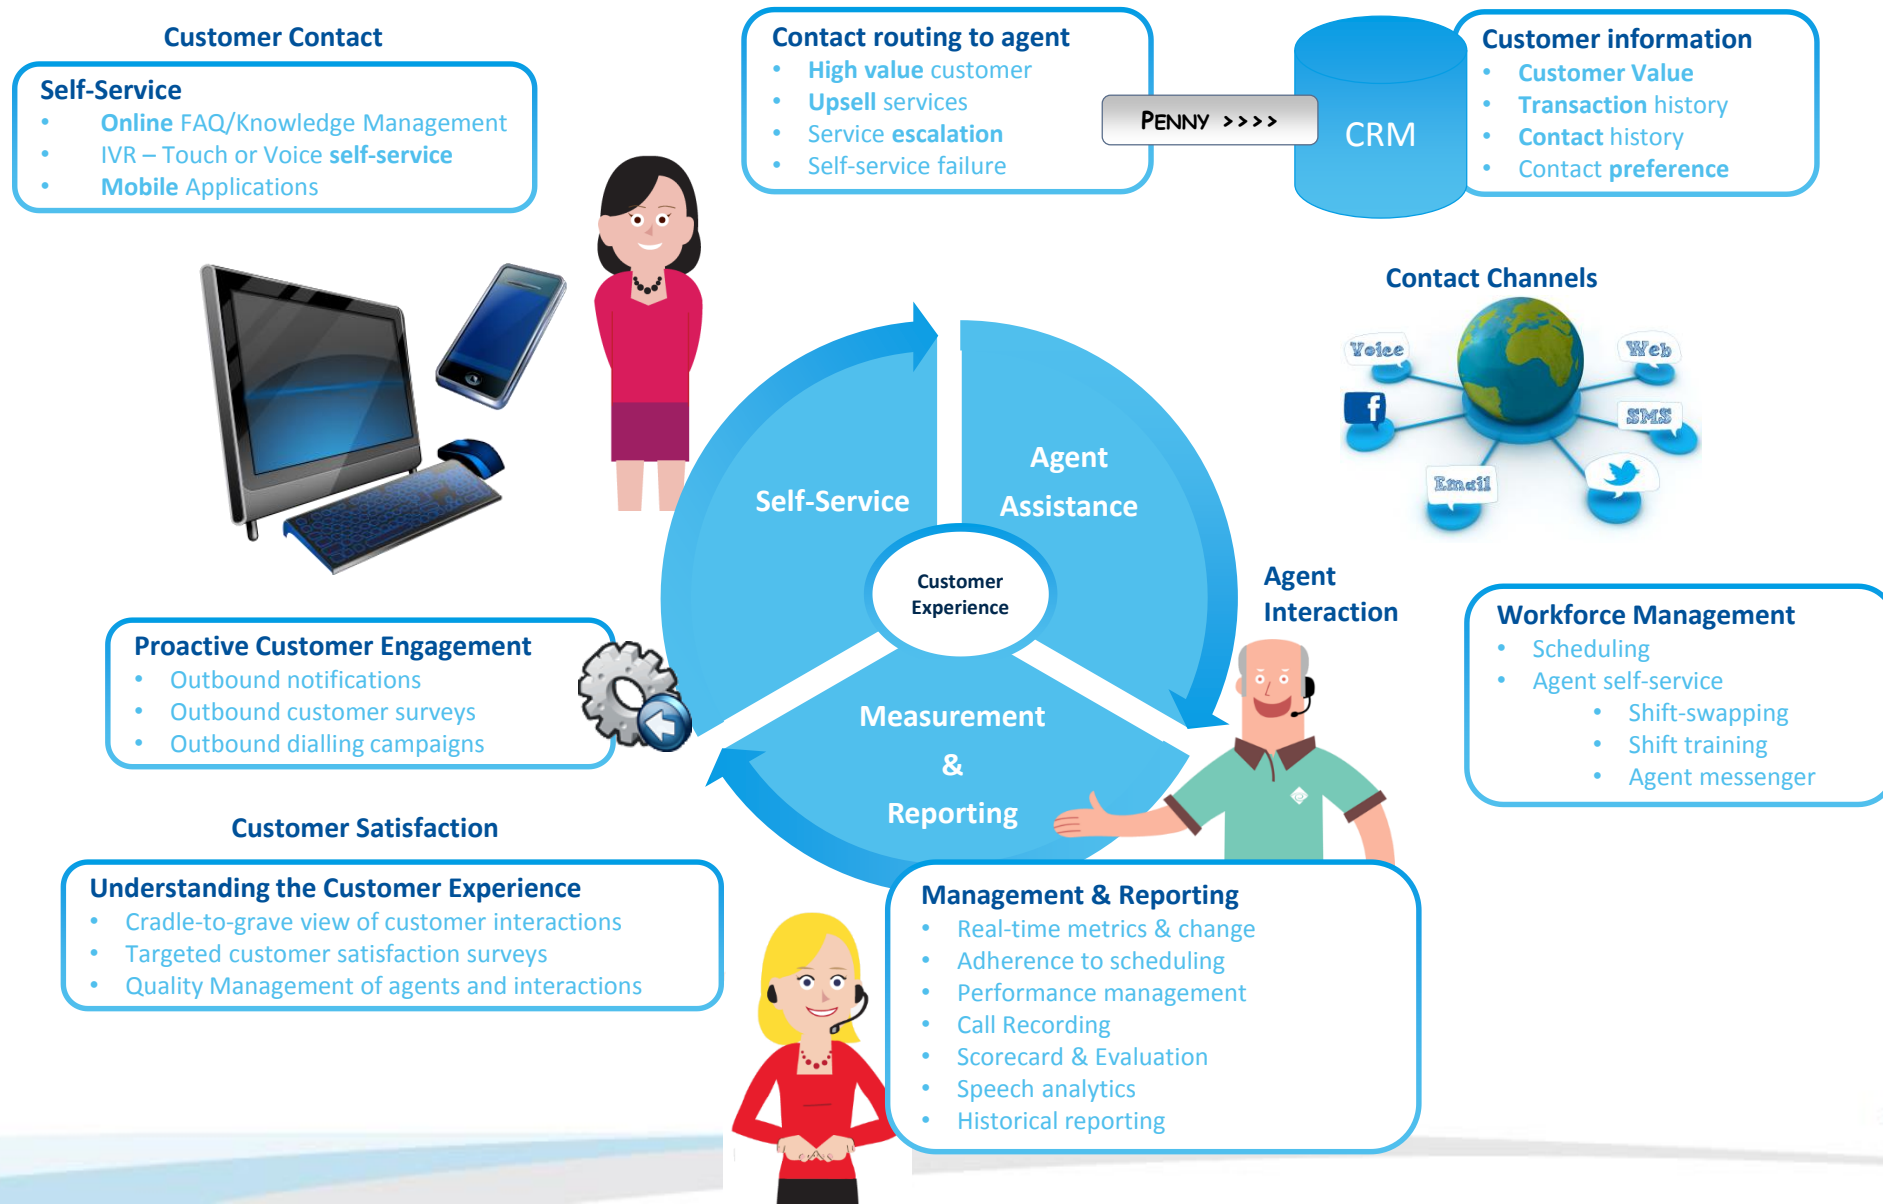 Customer Contact
Self-Service
• Online FAQ/Knowledge Management
• IVR – Touch or Voice self-service
• Mobile Applications
Contact routing to agent
• High value customer
• Upsell services
• Service escalation
• Self-service failure
PENNY >>>>
CRM
Customer information
• Customer Value
• Transaction history
• Contact history
• Contact preference
Contact Channels
Voice
Web
f
SMS
Email
Self-Service
Agent
Assistance
Customer
Experience
Measurement
&
Reporting
Agent
Interaction
Workforce Management
• Scheduling
• Agent self-service
• Shift-swapping
• Shift training
• Agent messenger
Proactive Customer Engagement
• Outbound notifications
• Outbound customer surveys
• Outbound dialling campaigns
Customer Satisfaction
Understanding the Customer Experience
• Cradle-to-grave view of customer interactions
• Targeted customer satisfaction surveys
• Quality Management of agents and interactions
Management & Reporting
• Real-time metrics & change
• Adherence to scheduling
• Performance management
• Call Recording
• Scorecard & Evaluation
• Speech analytics
• Historical reporting